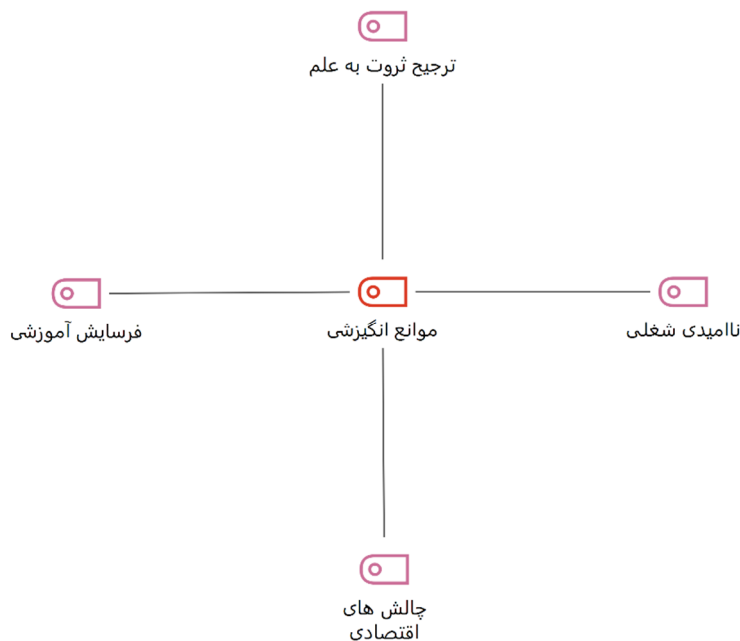 ترجیح ثروت به علم
ناامیدی شغلی
موانع انگیزشی
فرسایش آموزشی
چالش های
اقتصادی